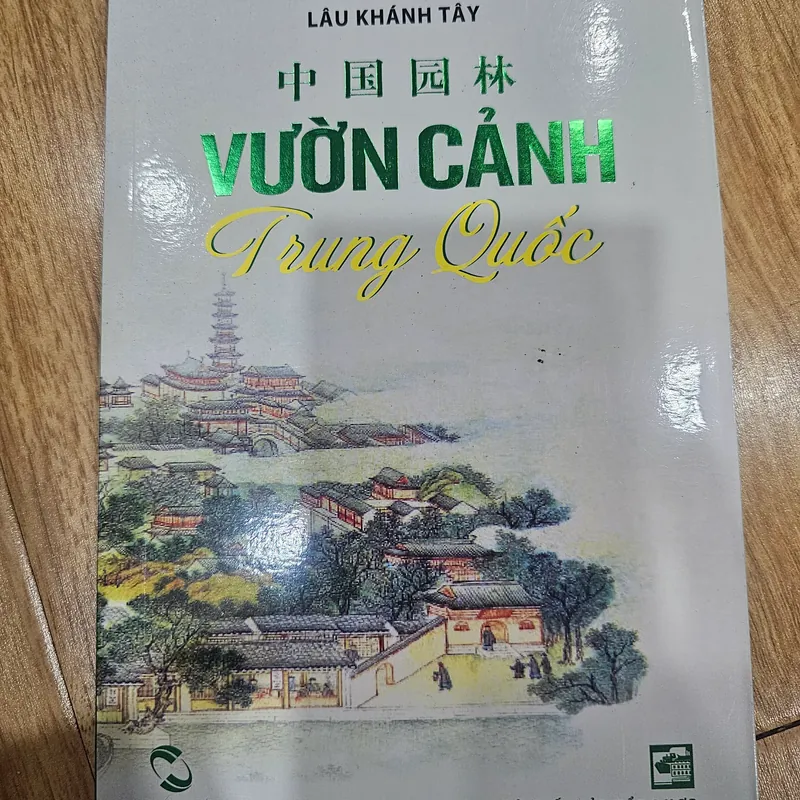 LÂU KHÁNH TÂY
中国园林
VƯỜN CẢNH
Trung Quốc